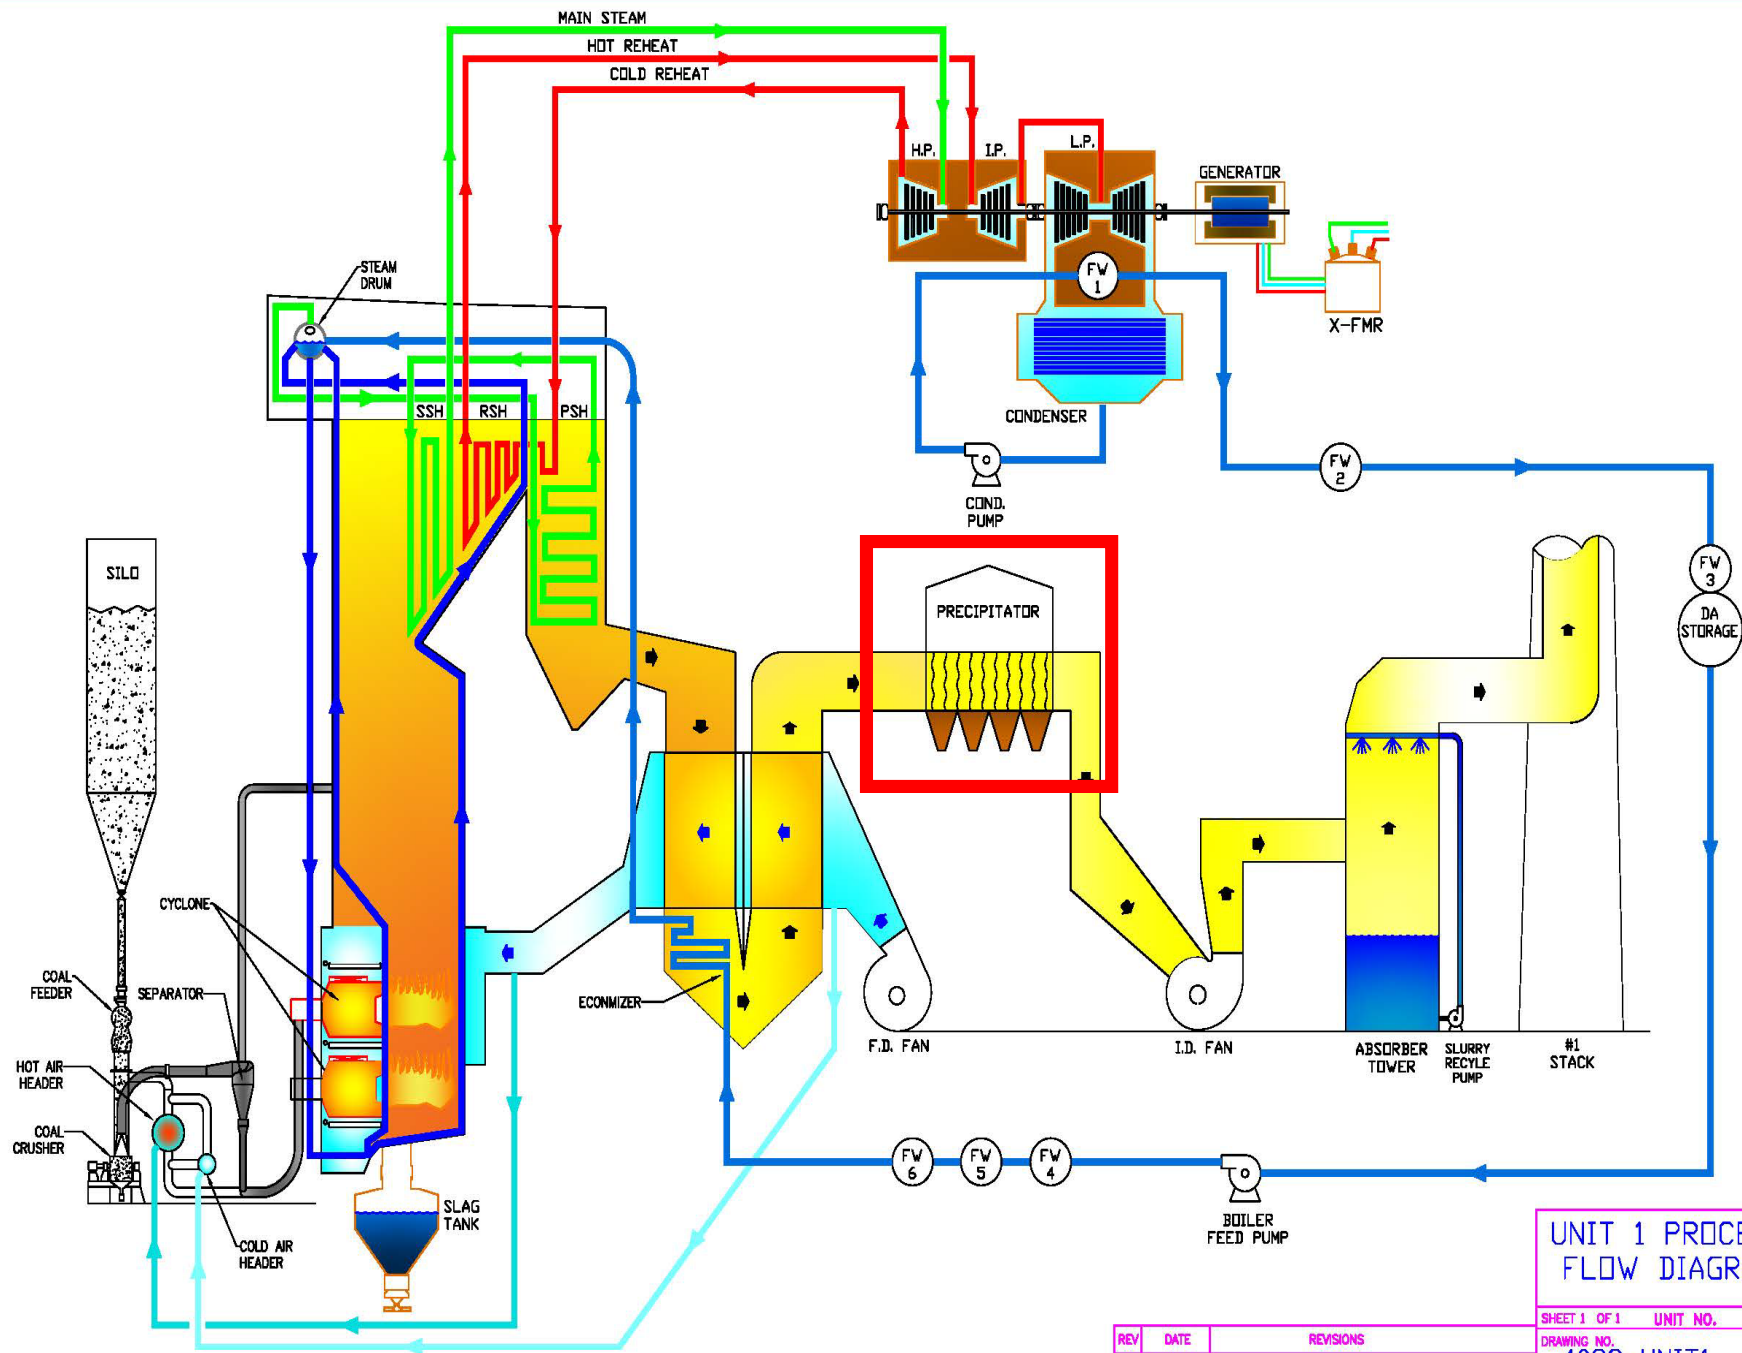 MAIN STEAM
HOT REHEAT
COLD REHEAT
H.P.
I.P.
L.P.
GENERATOR
FW
1
X-FMR
STEAM
DRUM
SSH
RSH
PSH
CONDENSER
COND.
PUMP
FW
2
FW
3
DA
STORAGE
SILO
PRECIPITATOR
CYCLONE
COAL
FEEDER
SEPARATOR
ECONMIZER
HOT AIR
HEADER
COAL
CRUSHER
COLD AIR
HEADER
SLAG
TANK
F.D. FAN
I.D. FAN
ABSORBER
TOWER
SLURRY
RECYLE
PUMP
#1
STACK
FW
6
FW
5
FW
4
BOILER
FEED PUMP
UNIT 1 PROCE
FLOW DIAGR
SHEET 1 OF 1 UNIT NO.
DRAWING NO.
REV DATE REVISIONS